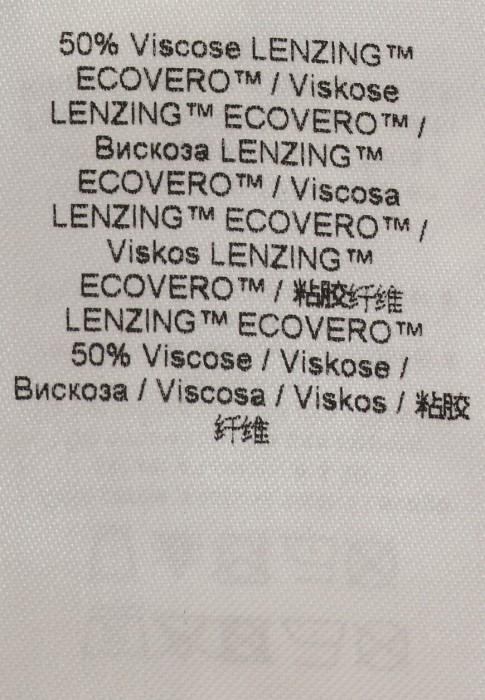 50% Viscose LENZING™
ECOVERO™ / Viskose
LENZING™ ECOVERO™ /
Вискоза LENZING™
ECOVERO™ / Viscosa
LENZING™ ECOVERO™ /
Viskos LENZING™
ECOVERO™ / 粘胶纤维
LENZING™ ECOVERO™
50% Viscose / Viskose /
Вискоза / Viscosa / Viskos / 粘胶
纤维